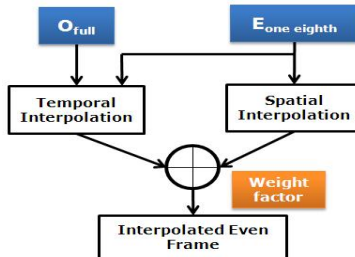 O full
E one eighth
Temporal
Interpolation
Spatial
Interpolation
Weight
factor
Interpolated Even
Frame